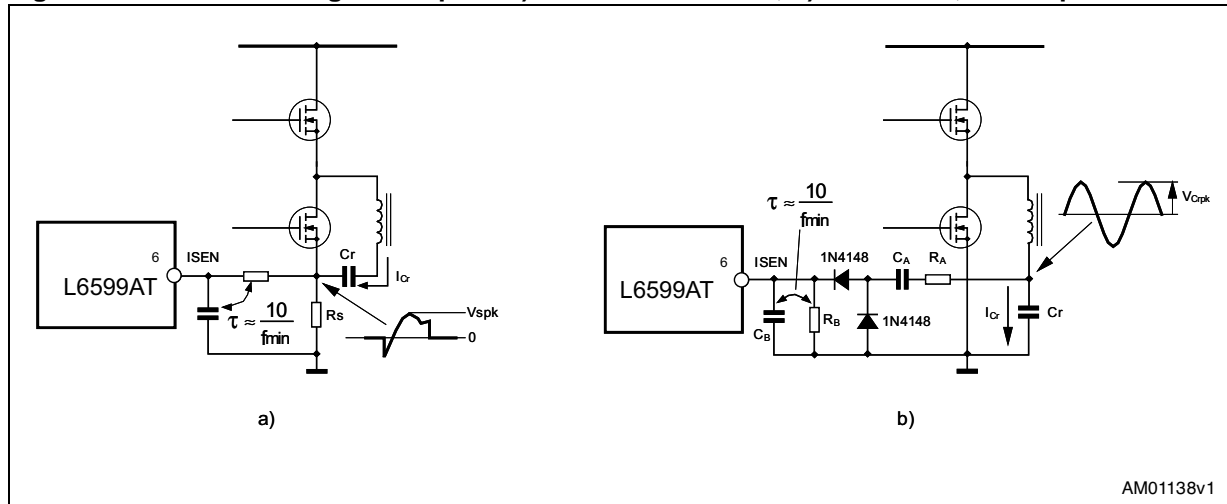 6
ISEN
L6599AT
τ ≈ 10
fmin
Cr
ICr
Rs
Vspk
0
a)
6
ISEN
L6599AT
τ ≈ 10
fmin
1N4148
CA
RA
CB
RB
1N4148
ICr
Cr
VCrpk
b)
AM01138v1